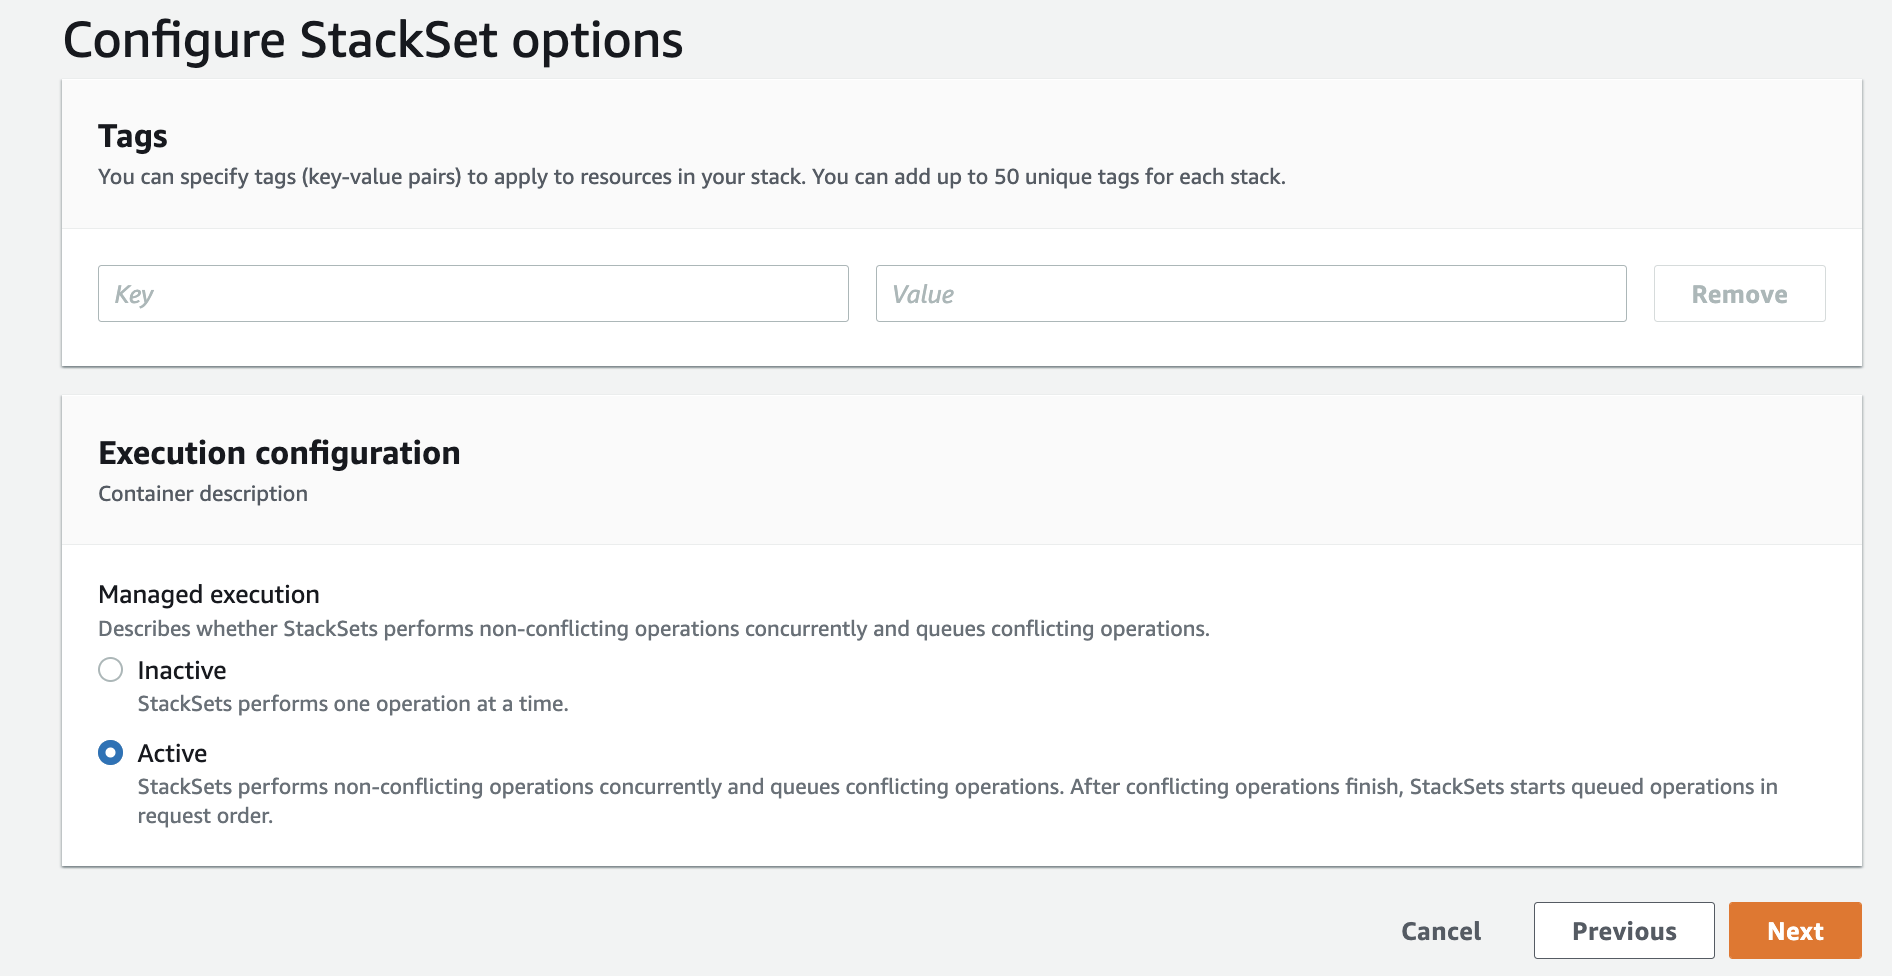 Configure StackSet options
Tags
You can specify tags (key-value pairs) to apply to resources in your stack. You can add up to 50 unique tags for each stack.
Key
Value
Remove
Execution configuration
Container description
Managed execution
Describes whether StackSets performs non-conflicting operations concurrently and queues conflicting operations.
Inactive
StackSets performs one operation at a time.
Active
StackSets performs non-conflicting operations concurrently and queues conflicting operations. After conflicting operations finish, StackSets starts queued operations in
request order.
Cancel
Previous
Next